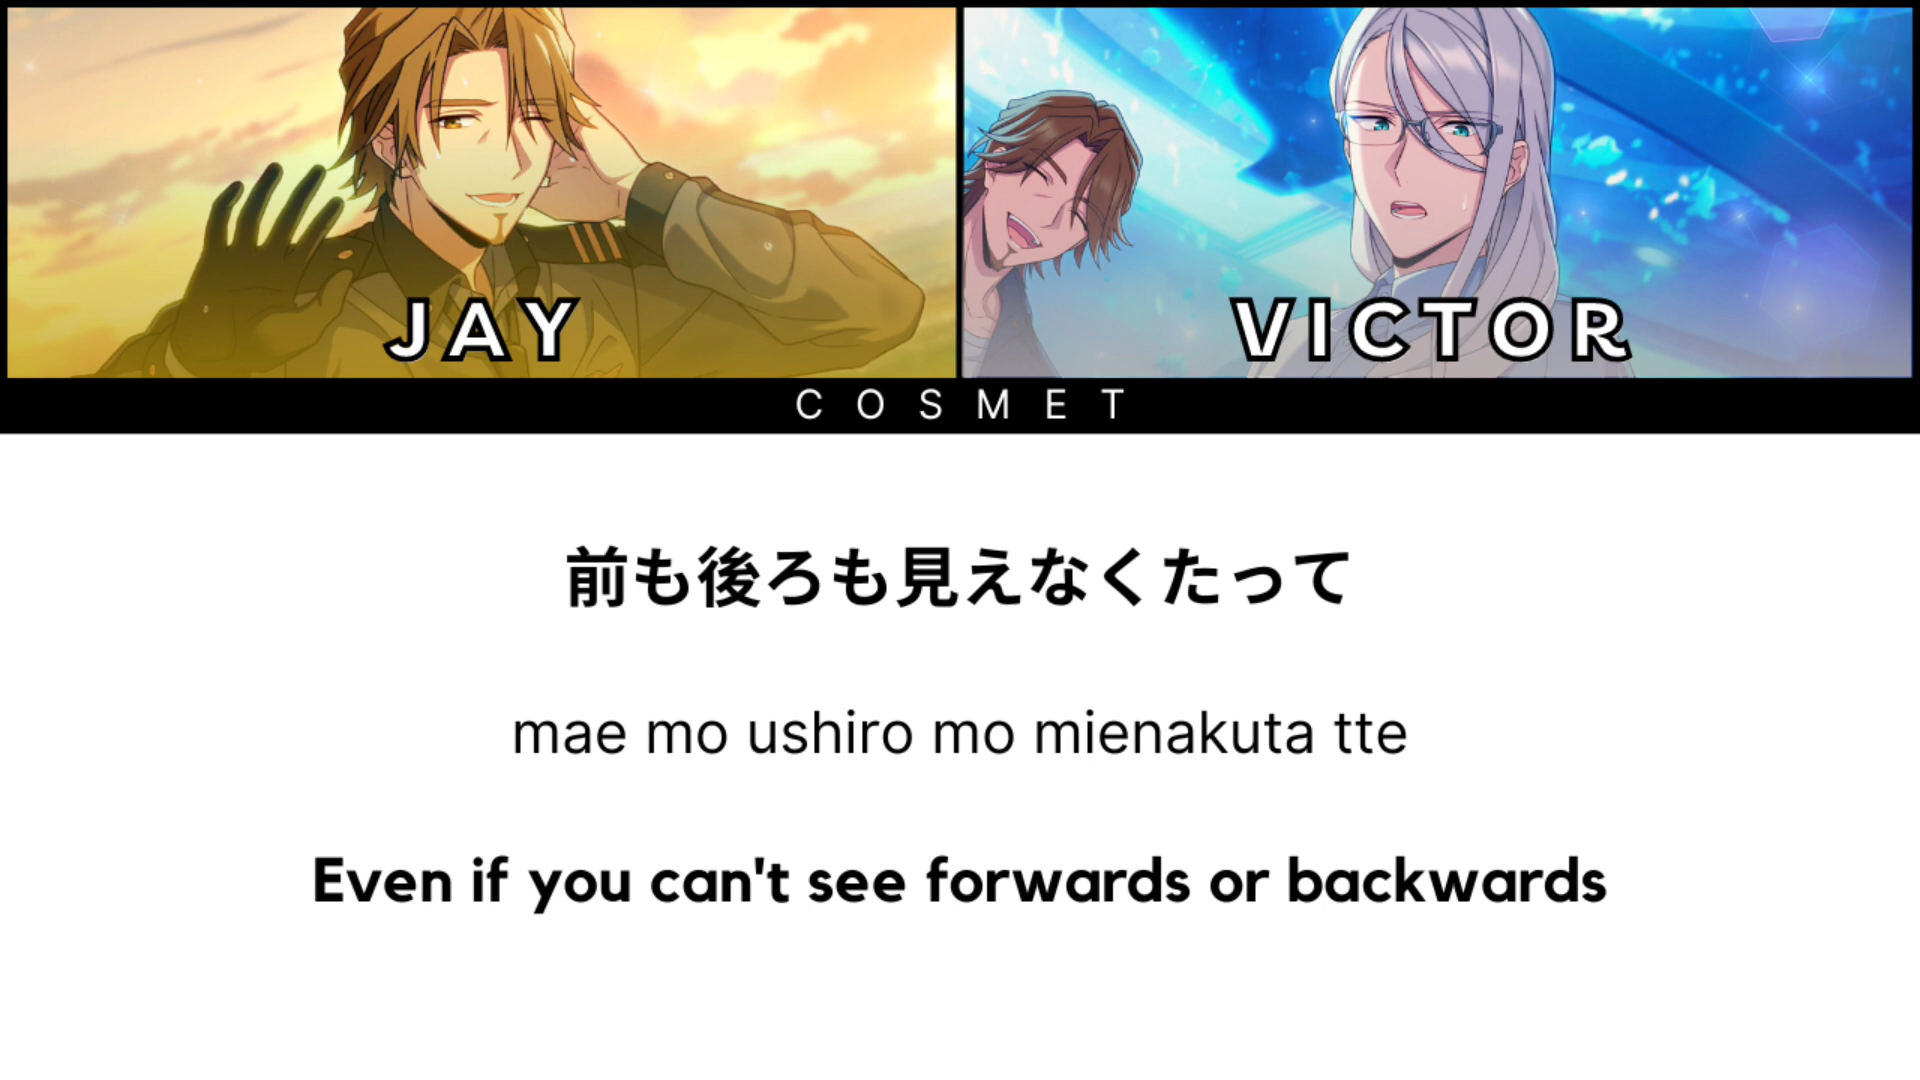 JAY
VICTOR
COSMET
前も後ろも見えなくたって
mae mo ushiro mo mienakuta tte
Even if you can't see forwards or backwards